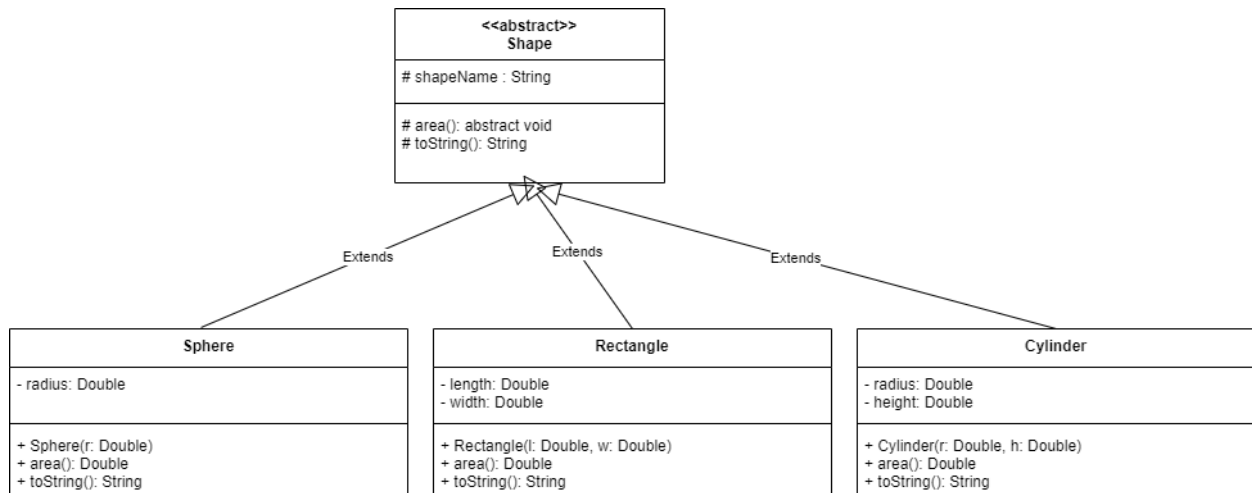 <<abstract>>
Shape
# shapeName : String
# area(): abstract void
# toString(): String
Extends
Extends
Extends
Sphere
- radius: Double
+ Sphere(r: Double)
+ area(): Double
+ toString(): String
Rectangle
- length: Double
- width: Double
+ Rectangle(l: Double, w: Double)
+ area(): Double
+ toString(): String
Cylinder
- radius: Double
- height: Double
+ Cylinder(r: Double, h: Double)
+ area(): Double
+ toString(): String